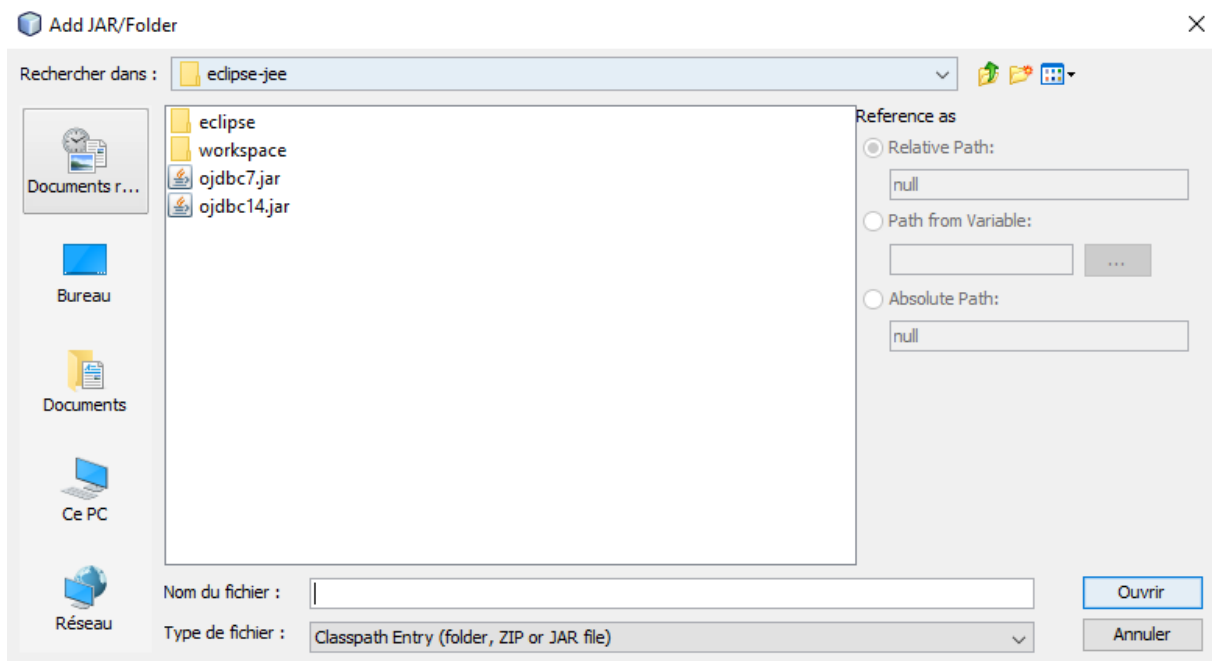 Add JAR/Folder
Rechercher dans :
eclipse-jee
Documents r...
Bureau
Documents
Ce PC
Réseau
eclipse
workspace
ojdbc7.jar
ojdbc14.jar
Reference as
Relative Path:
null
Path from Variable:
...
Absolute Path:
null
Nom du fichier :
Ouvrir
Type de fichier :
Classpath Entry (folder, ZIP or JAR file)
Annuler